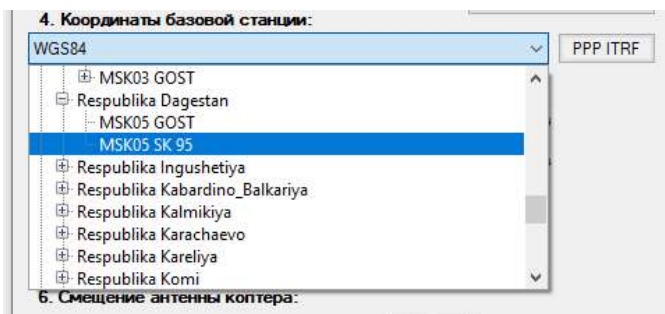 4. Координаты базовой станции:
WGS84
PPP ITRF
MSK03 GOST
Respublika Dagestan
MSK05 GOST
MSK05 SK 95
Respublika Ingushetiya
Respublika Kabardino_Balkariya
Respublika Kalmikiya
Respublika Karachaevo
Respublika Kareliya
Respublika Komi
6. Смещение антенны коптера: